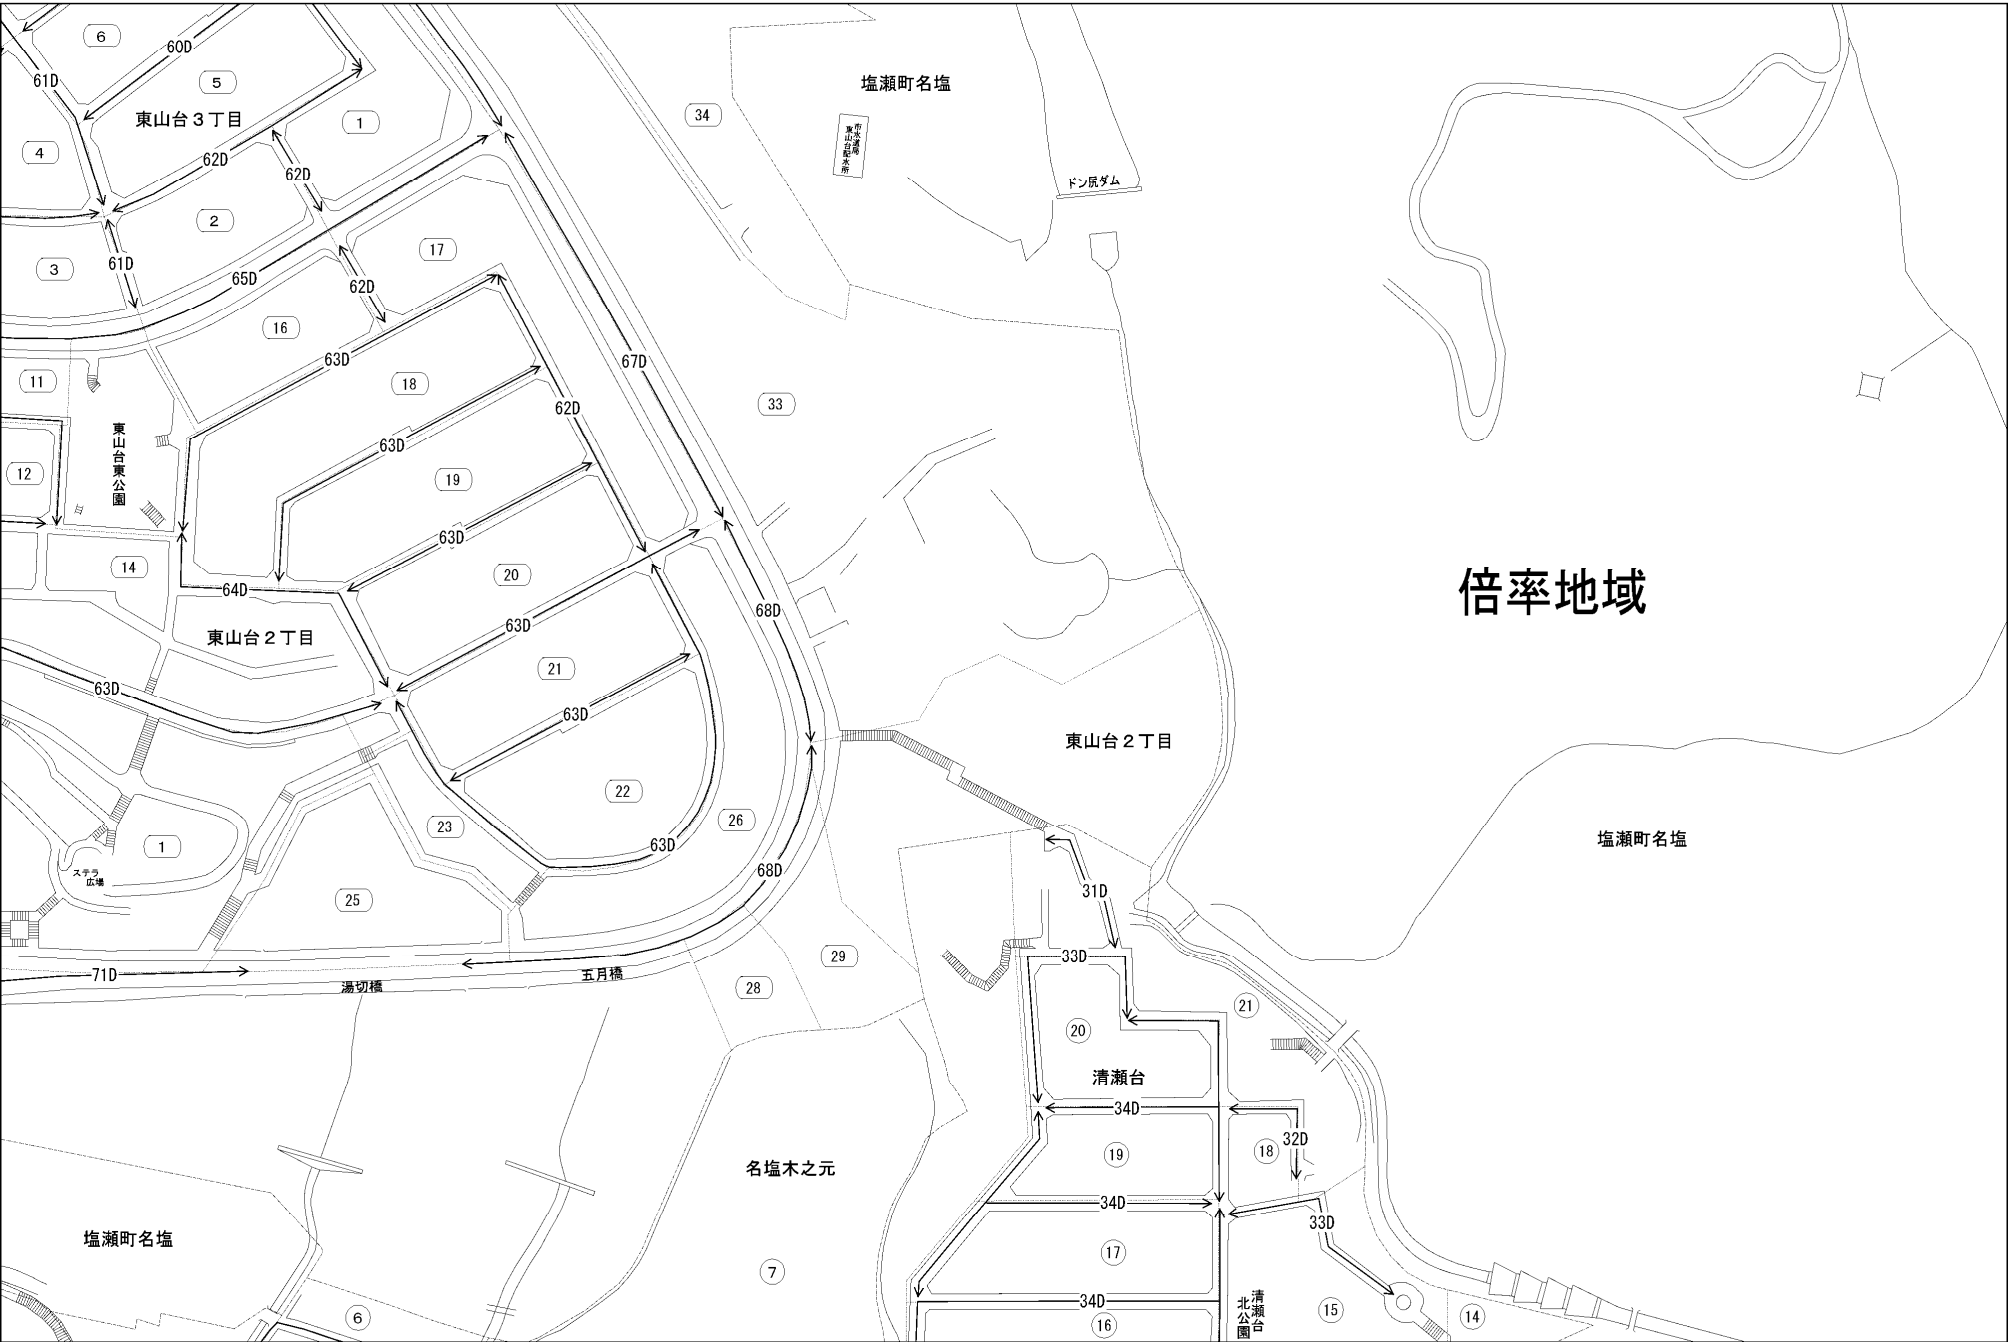 6
60D
61D
5
東山台3丁目
4
1
62D
62D
2
3
61D
65D
34
塩瀬町名塩
市水道局
東山台配水所
ドン尻ダム
17
62D
16
63D
67D
11
18
62D
33
東山台東公園
12
63D
19
63D
14
20
64D
63D
68D
倍率地域
東山台2丁目
21
63D
63D
東山台2丁目
22
23
26
63D
68D
1
ステラ
広場
25
塩瀬町名塩
31D
71D
湯切橋
五月橋
29
28
33D
21
20
清瀬台
34D
32D
18
19
名塩木之元
34D
33D
塩瀬町名塩
17
7
34D
16
6
清瀬台
北公園
15
14